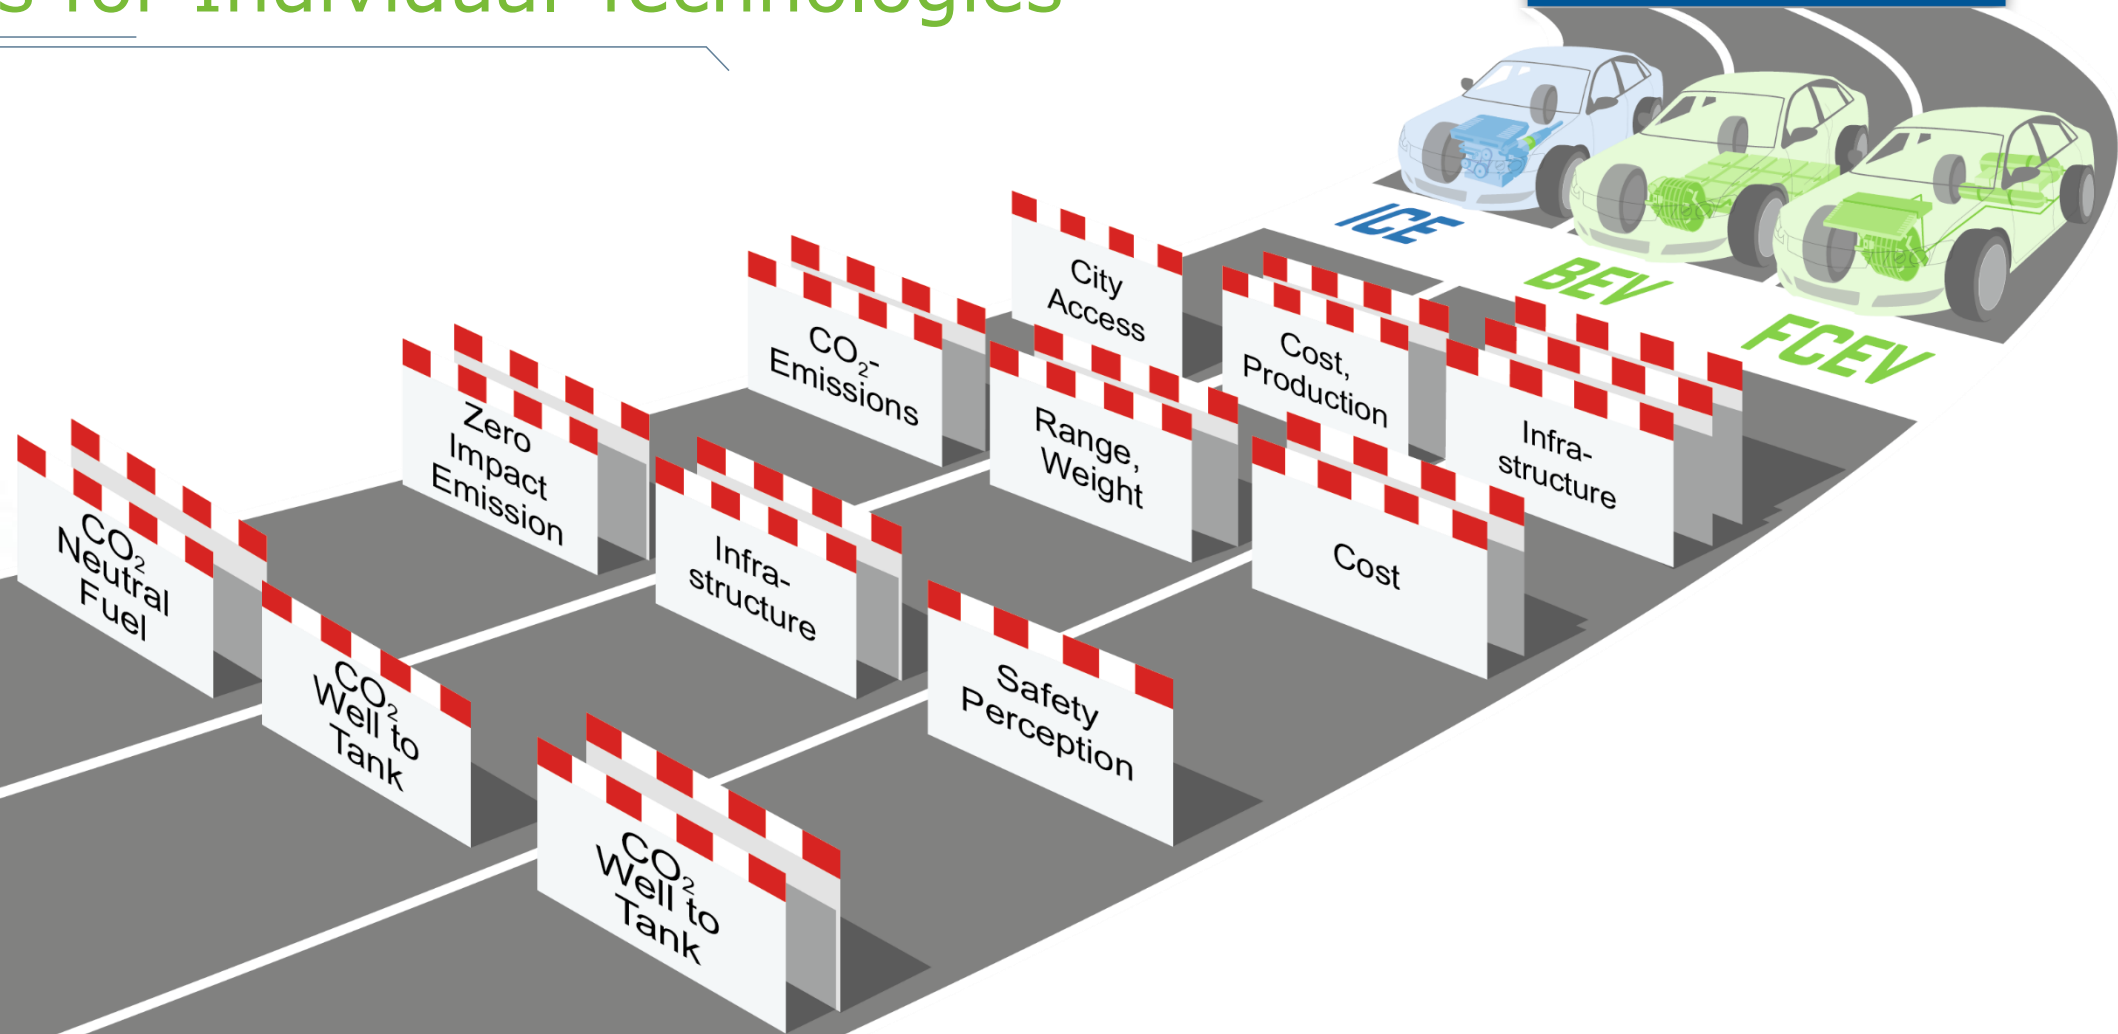 s for Individual Technologies
ICE
BEV
FCEV
City
Access
CO₂-
Emissions
Zero
Impact
Emission
CO₂
Neutral
Fuel
Cost,
Production
Range,
Weight
Infra-
structure
CO₂
Well to
Tank
Infra-
structure
Cost
Safety
Perception
CO₂
Well to
Tank